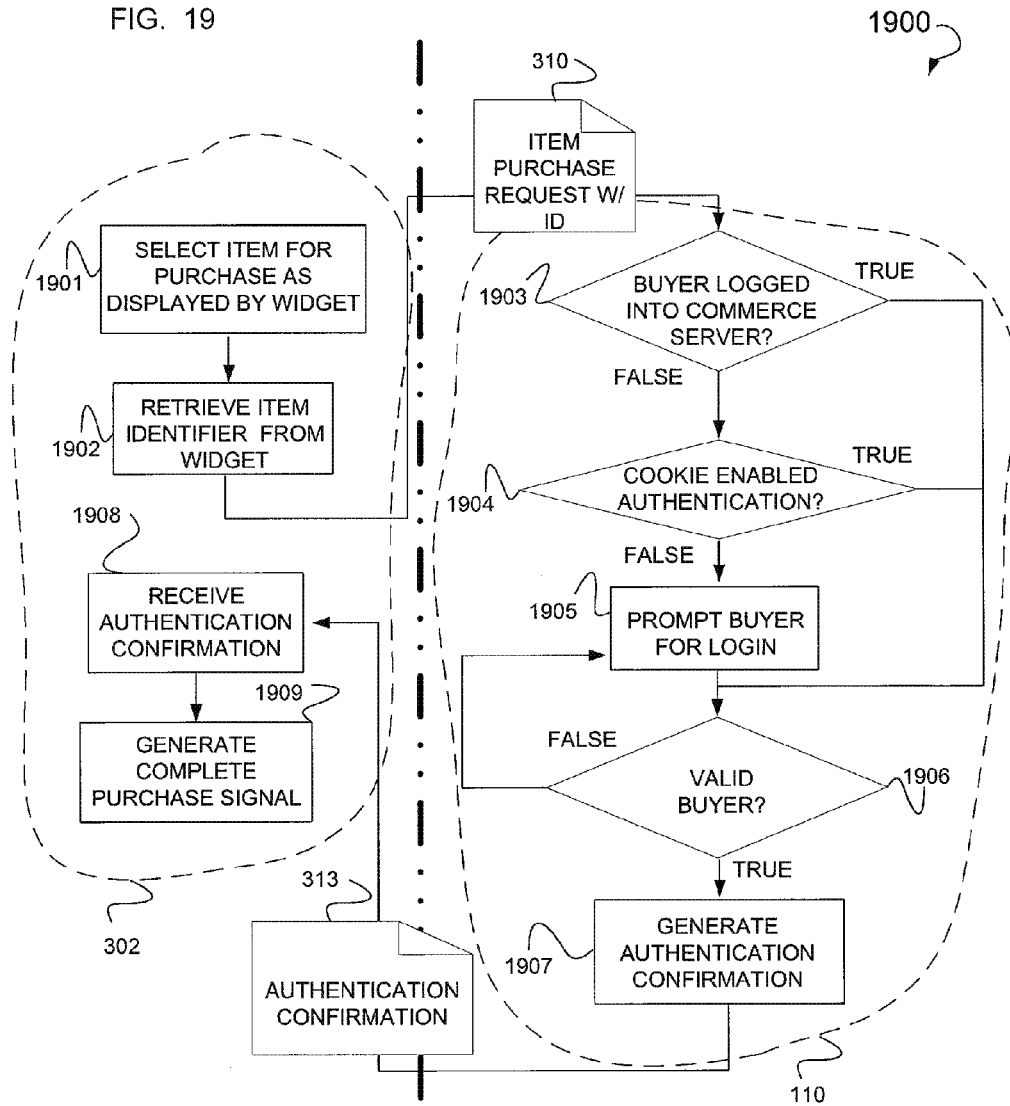 FIG. 19
1900
310
ITEM
PURCHASE
REQUEST W/
ID
SELECT ITEM FOR
PURCHASE AS
DISPLAYED BY WIDGET
1901
RETRIEVE ITEM
IDENTIFIER FROM
WIDGET
1902
1908
RECEIVE
AUTHENTICATION
CONFIRMATION
1909
GENERATE
COMPLETE
PURCHASE SIGNAL
302
313
AUTHENTICATION
CONFIRMATION
1903
BUYER LOGGED
INTO COMMERCE
SERVER?
TRUE
FALSE
1904
COOKIE ENABLED
AUTHENTICATION?
TRUE
FALSE
1905
PROMPT BUYER
FOR LOGIN
FALSE
VALID
BUYER?
1906
TRUE
1907
GENERATE
AUTHENTICATION
CONFIRMATION
110